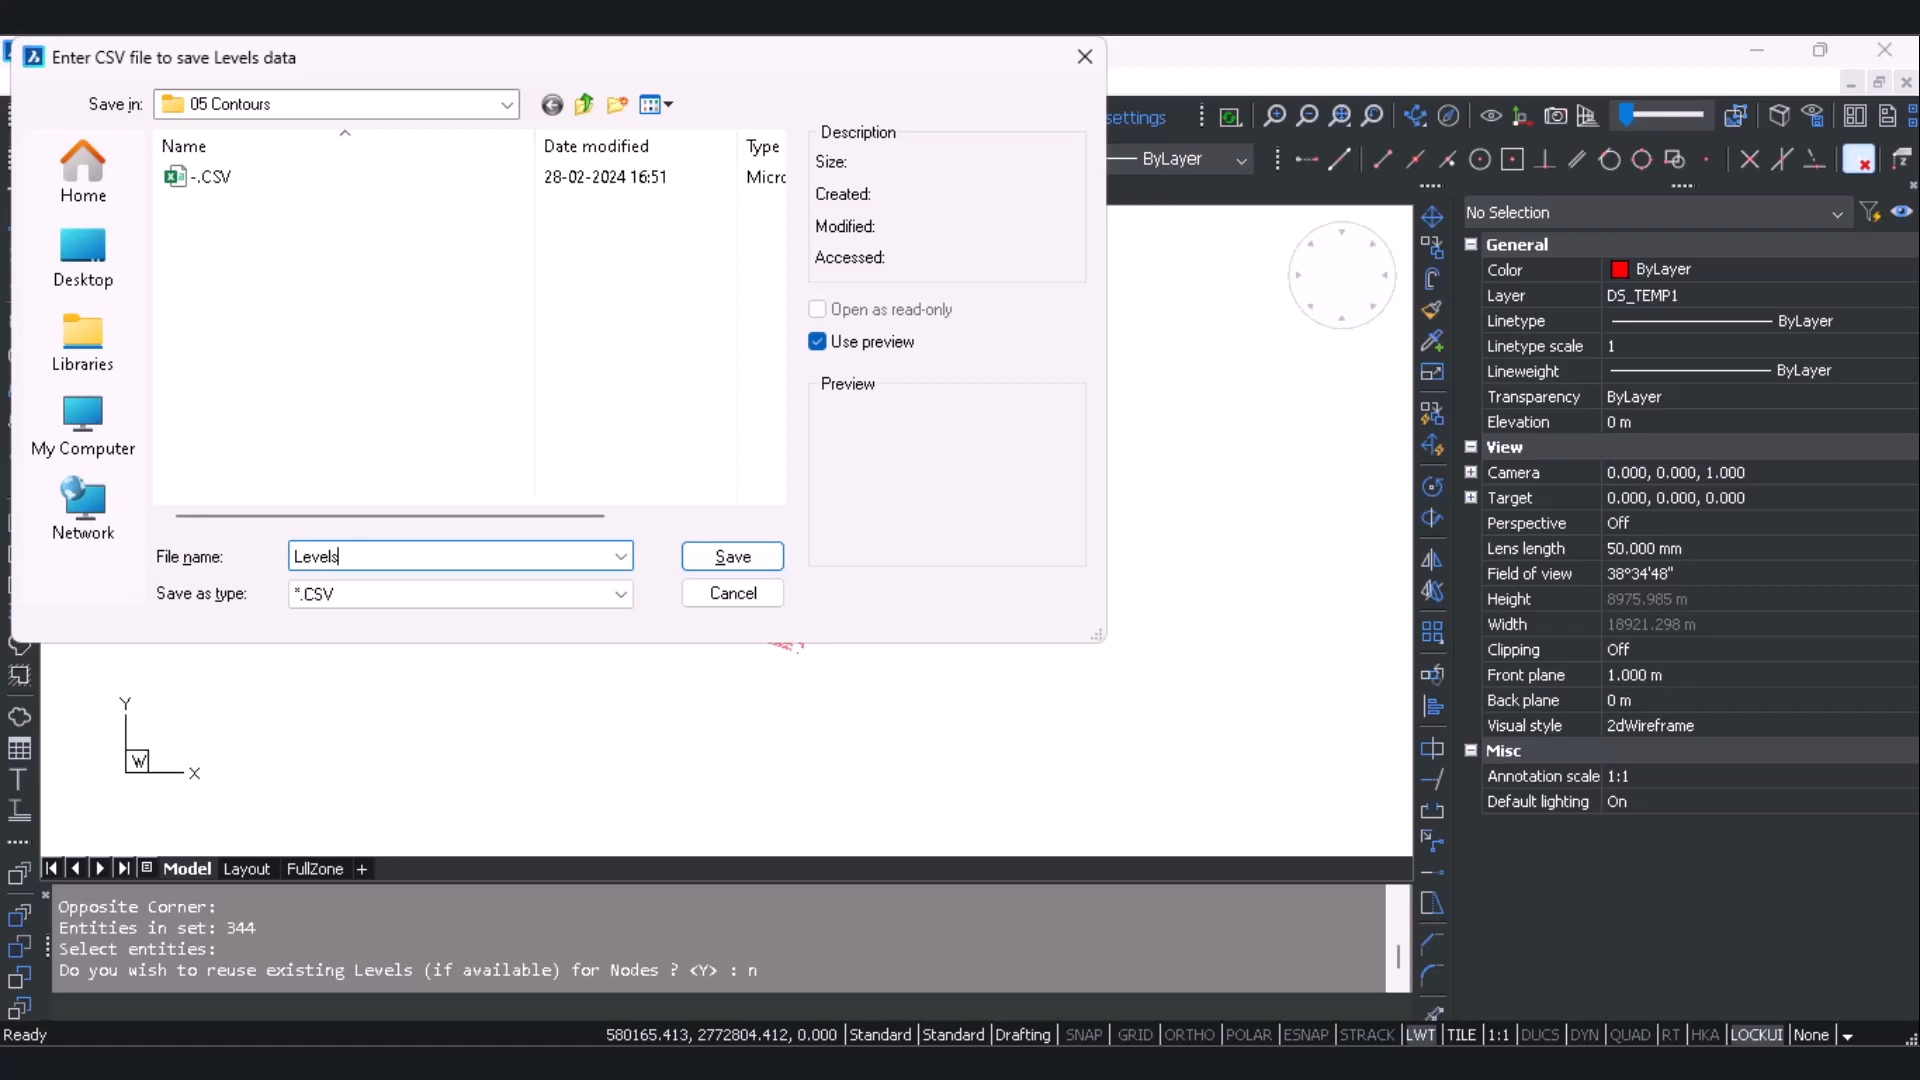 Enter CSV file to save Levels data
Save in:
05 Contours
Name
Date modified
Type
-.CSV
28-02-2024 16:51
Micro
Home
Desktop
Libraries
My Computer
Network
Description
Size:
Created:
Modified:
Accessed:
Open as read-only
Use preview
Preview
File name:
Levels
Save
Save as type:
*.CSV
Cancel
settings
ByLayer
No Selection
General
Color ByLayer
Layer DS_TEMP1
Linetype ByLayer
Linetype scale 1
Lineweight ByLayer
Transparency ByLayer
Elevation 0 m
View
Camera 0.000, 0.000, 1.000
Target 0.000, 0.000, 0.000
Perspective Off
Lens length 50.000 mm
Field of view 38°34'48"
Height 8975.985 m
Width 18921.298 m
Clipping Off
Front plane 1.000 m
Back plane 0 m
Visual style 2dWireframe
Misc
Annotation scale 1:1
Default lighting On
Y
W
X
Model Layout FullZone +
Opposite Corner:
Entities in set: 344
Select entities:
Do you wish to reuse existing Levels (if available) for Nodes ? <Y> : n
Ready
580165.413, 2772804.412, 0.000 Standard Standard Drafting SNAP GRID ORTHO POLAR ESNAP STRACK LWT TILE 1:1 DUCS DYN QUAD RT HKA LOCKUI None